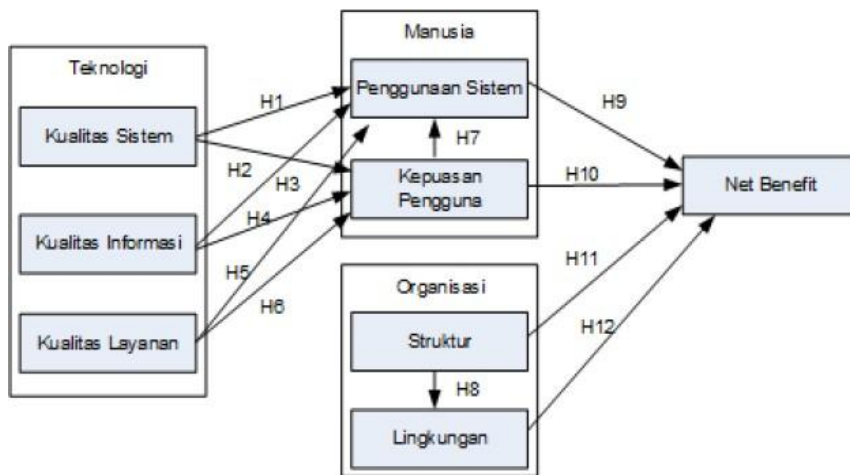 Teknologi
Kualitas Sistem
Kualitas Informasi
Kualitas Layanan
H1
H2
H3
H4
H5
H6
Manusia
Penggunaan Sistem
H7
Kepuasan
Pengguna
Organisasi
Struktur
H8
Lingkungan
H9
H10
H11
H12
Net Benefit